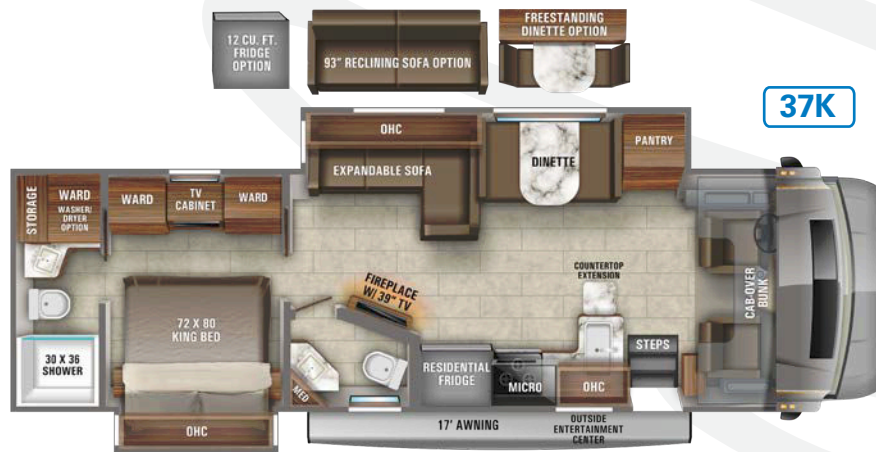 12 CU. FT.
FRIDGE
OPTION
93" RECLINING SOFA OPTION
FREESTANDING
DINETTE OPTION
37K
OHC
EXPANDABLE SOFA
DINETTE
PANTRY
STORAGE
WARD
WASHER/
DRYER
OPTION
WARD
TV
CABINET
WARD
FIREPLACE
W/ 39" TV
COUNTERTOP
EXTENSION
CAB-OVER
BUNK
72 X 80
KING BED
30 X 36
SHOWER
MED
RESIDENTIAL
FRIDGE
MICRO
OHC
STEPS
OHC
17' AWNING
OUTSIDE
ENTERTAINMENT
CENTER